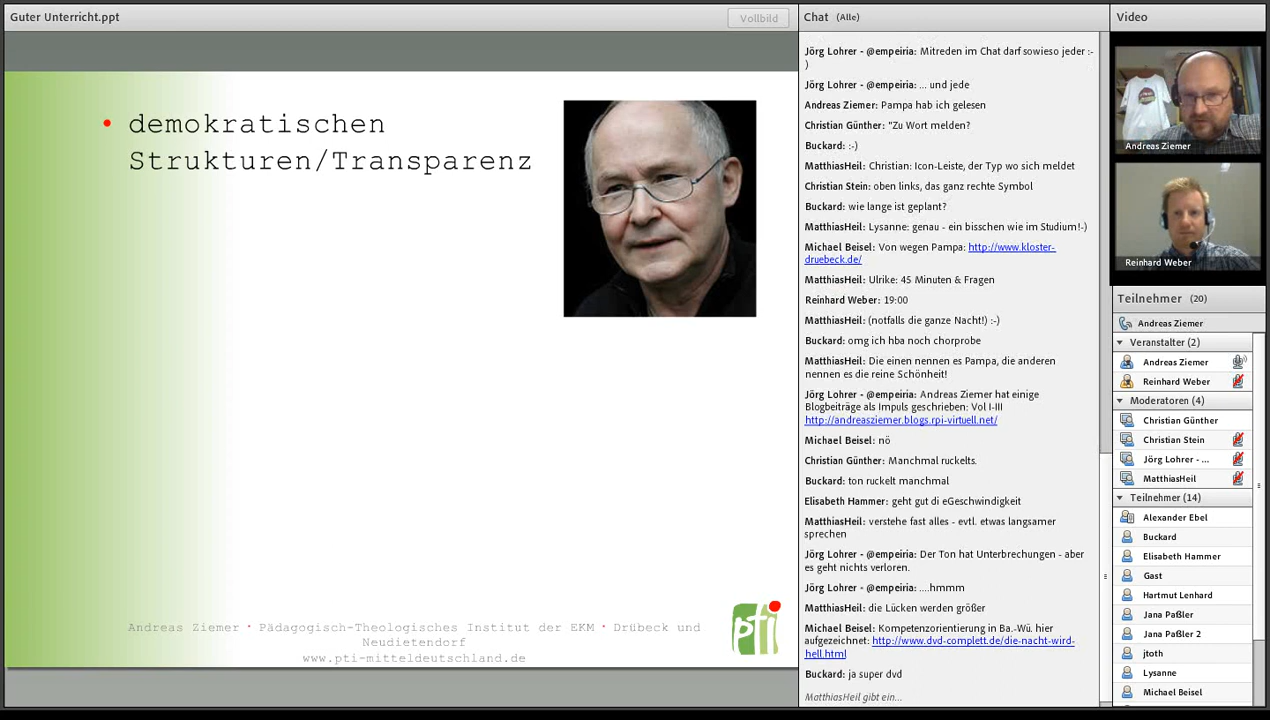 Guter Unterricht.ppt
Vollbild
demokratischen
Strukturen/Transparenz
Andreas Ziemer · Pädagogisch-Theologisches Institut der EKM · Drübeck und
Neudietendorf
www.pti-mitteldeutschland.de
pti
Chat (Alle)
Jörg Lohrer - @empeiria: Mitreden im Chat darf sowieso jeder :-
)
Jörg Lohrer - @empeiria: ... und jede
Andreas Ziemer: Pampa hab ich gelesen
Christian Günther: "Zu Wort melden?
Buckard: :-)
MatthiasHeil: Christian: Icon-Leiste, der Typ wo sich meldet
Christian Stein: oben links, das ganz rechte Symbol
Buckard: wie lange ist geplant?
MatthiasHeil: Lysanne: genau - ein bisschen wie im Studium!-)
Michael Beisel: Von wegen Pampa: http://www.kloster-
druebeck.de/
MatthiasHeil: Ulrike: 45 Minuten & Fragen
Reinhard Weber: 19:00
MatthiasHeil: (notfalls die ganze Nacht!) :-)
Buckard: omg ich hba noch chorprobe
MatthiasHeil: Die einen nennen es Pampa, die anderen
nennen es die reine Schönheit!
Jörg Lohrer - @empeiria: Andreas Ziemer hat einige
Blogbeiträge als Impuls geschrieben: Vol I-III
http://andreasziemer.blogs.rpi-virtuell.net/
Michael Beisel: nö
Christian Günther: Manchmal ruckelts.
Buckard: ton ruckelt manchmal
Elisabeth Hammer: geht gut di eGeschwindigkeit
MatthiasHeil: verstehe fast alles - evtl. etwas langsamer
sprechen
Jörg Lohrer - @empeiria: Der Ton hat Unterbrechungen - aber
es geht nichts verloren.
Jörg Lohrer - @empeiria: ....hmmm
MatthiasHeil: die Lücken werden größer
Michael Beisel: Kompetenzorientierung in Ba.-Wü. hier
aufgezeichnet: http://www.dvd-complett.de/die-nacht-wird-
hell.html
Buckard: ja super dvd
MatthiasHeil gibt ein...
Video
Andreas Ziemer
Reinhard Weber
Teilnehmer (20)
Andreas Ziemer
Veranstalter (2)
Andreas Ziemer
Reinhard Weber
Moderatoren (4)
Christian Günther
Christian Stein
Jörg Lohrer - ...
MatthiasHeil
Teilnehmer (14)
Alexander Ebel
Buckard
Elisabeth Hammer
Gast
Hartmut Lenhard
Jana Paßler
Jana Paßler 2
jtoth
Lysanne
Michael Beisel